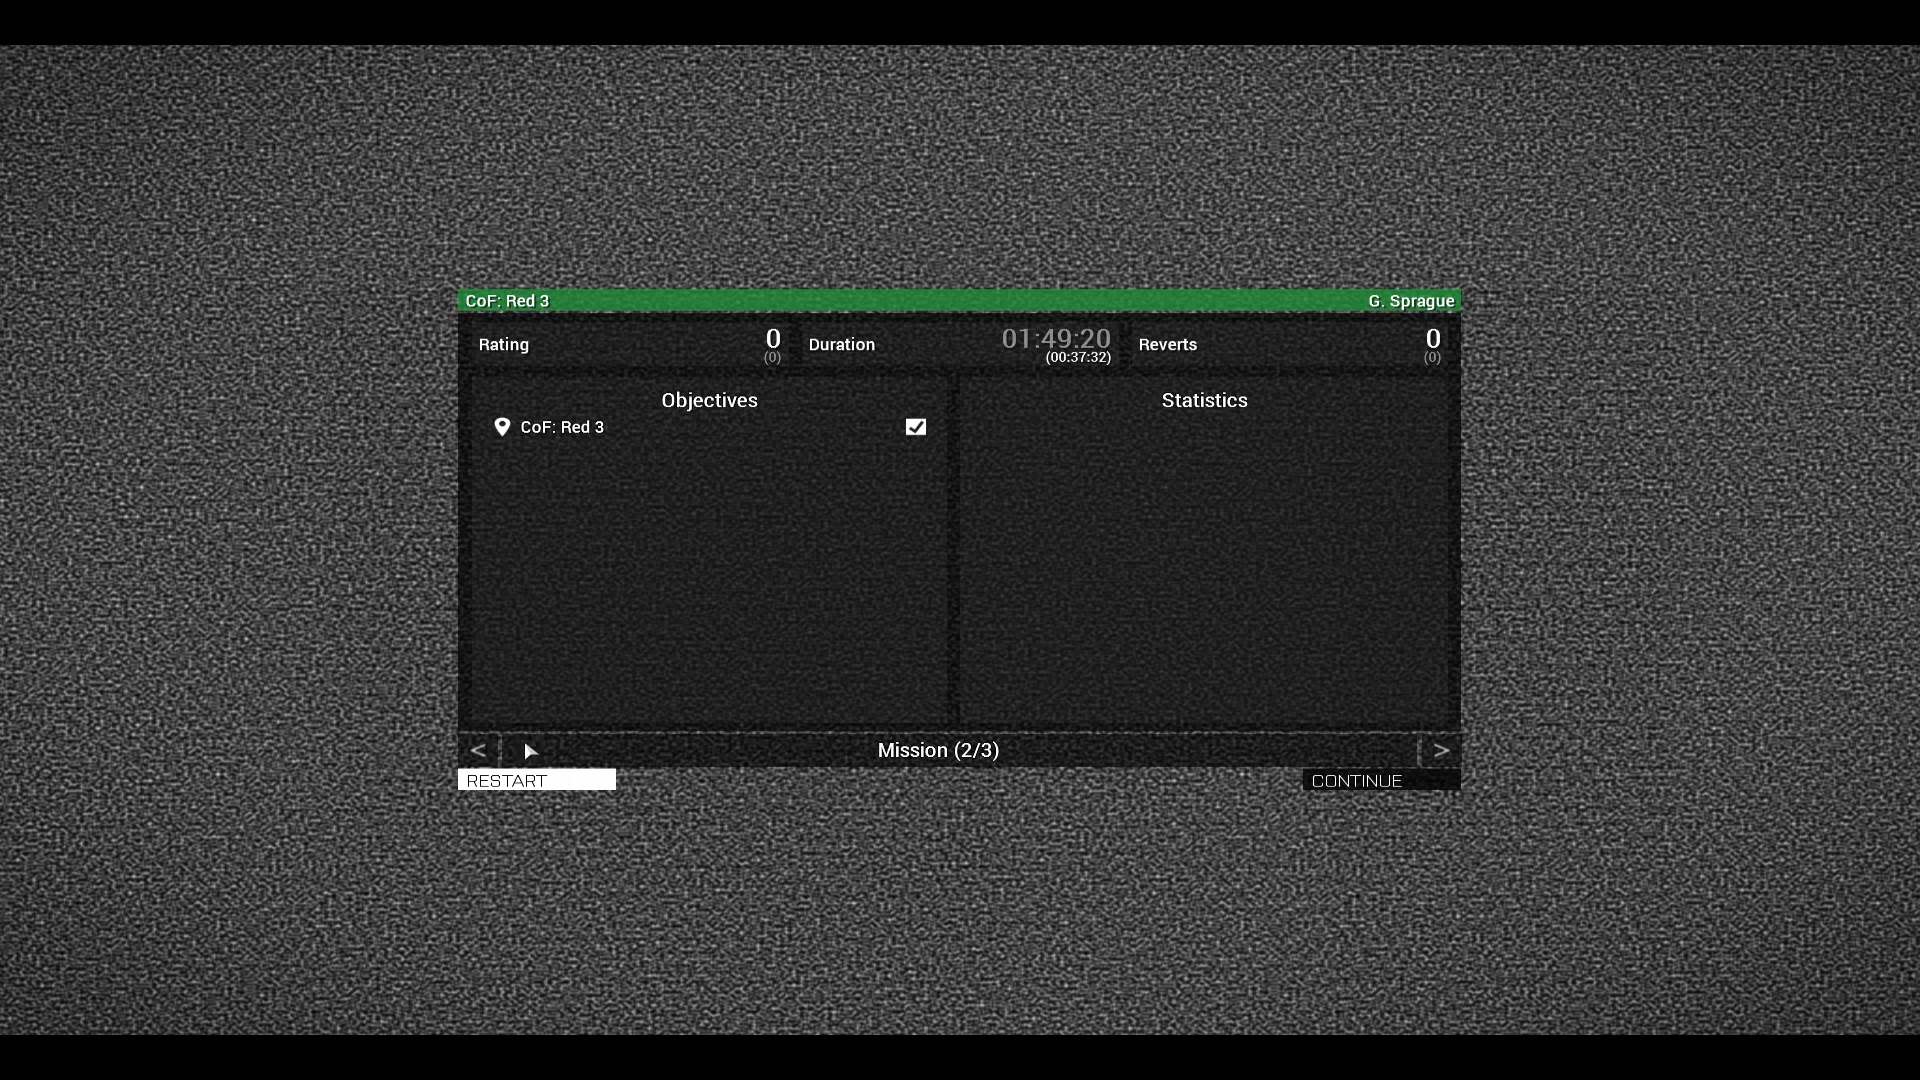 CoF: Red 3 G. Sprague
Rating 0 (0) Duration 01:49:20 (00:37:32) Reverts 0 (0)
Objectives
CoF: Red 3
Statistics
< Mission (2/3) >
RESTART CONTINUE